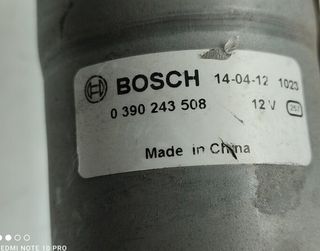 BOSCH 14-04-12 1023
0 390 243 508 12 V
Made in China
REDMI NOTE 10 PRO